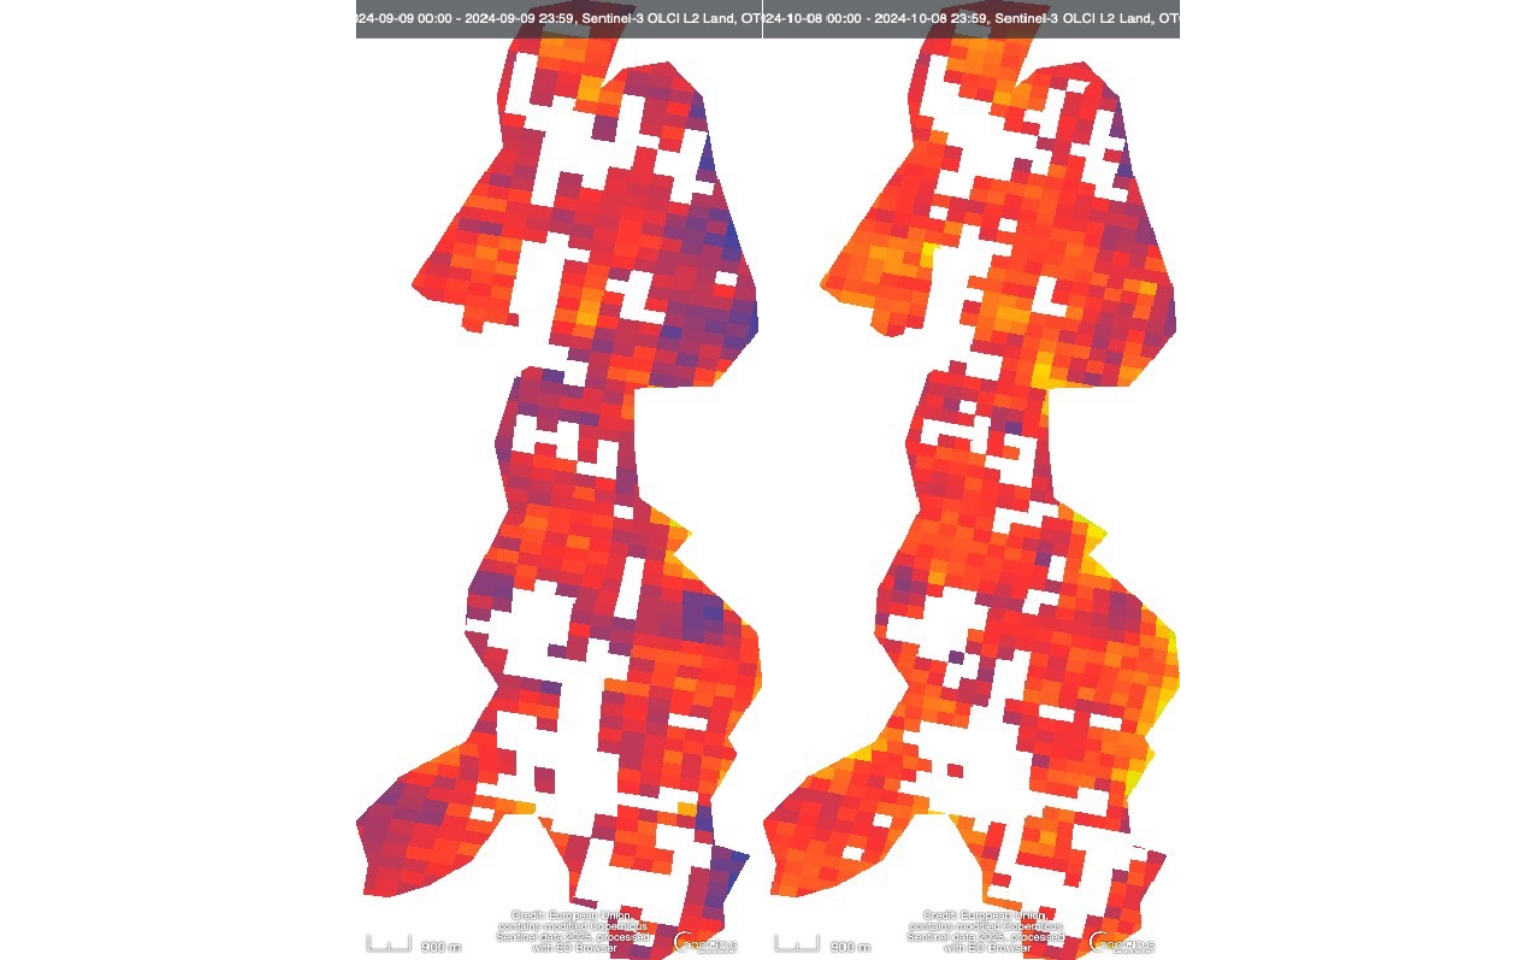 24-09-09 00:00 - 2024-09-09 23:59, Sentinel-3 OLCI L2 Land, OT
24-10-08 00:00 - 2024-10-08 23:59, Sentinel-3 OLCI L2 Land, OT
Credit: European Union,
contains modified Copernicus
Sentinel data 2025, processed
with EO Browser
900 m
Credit: European Union,
contains modified Copernicus
Sentinel data 2025, processed
with EO Browser
900 m